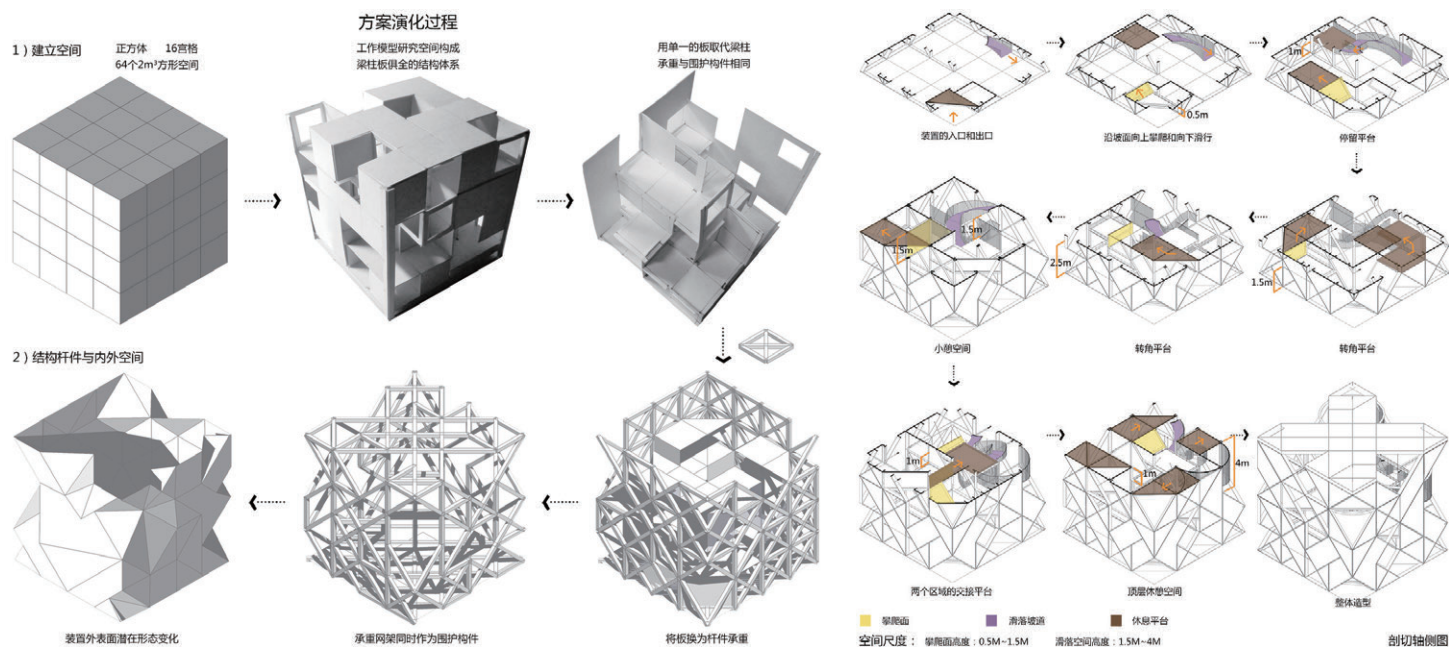 方案演化过程
1）建立空间
正方体 16宫格
64个2m³方形空间
工作模型研究空间构成
梁柱板俱全的结构体系
用单一的板取代梁柱
承重与围护构件相同
2）结构杆件与内外空间
装置外表面潜在形态变化
承重网架同时作为围护构件
将板换为杆件承重
装置的入口和出口
0.5m
沿坡面向上攀爬和向下滑行
1m
停留平台
1.5m
1.5m
小憩空间
2.5m
转角平台
1.5m
转角平台
1m
两个区域的交接平台
1m
4m
顶层休憩空间
整体造型
攀爬面
滑落坡道
休息平台
空间尺度： 攀爬面高度：0.5M~1.5M 滑落空间高度：1.5M~4M
剖切轴侧图